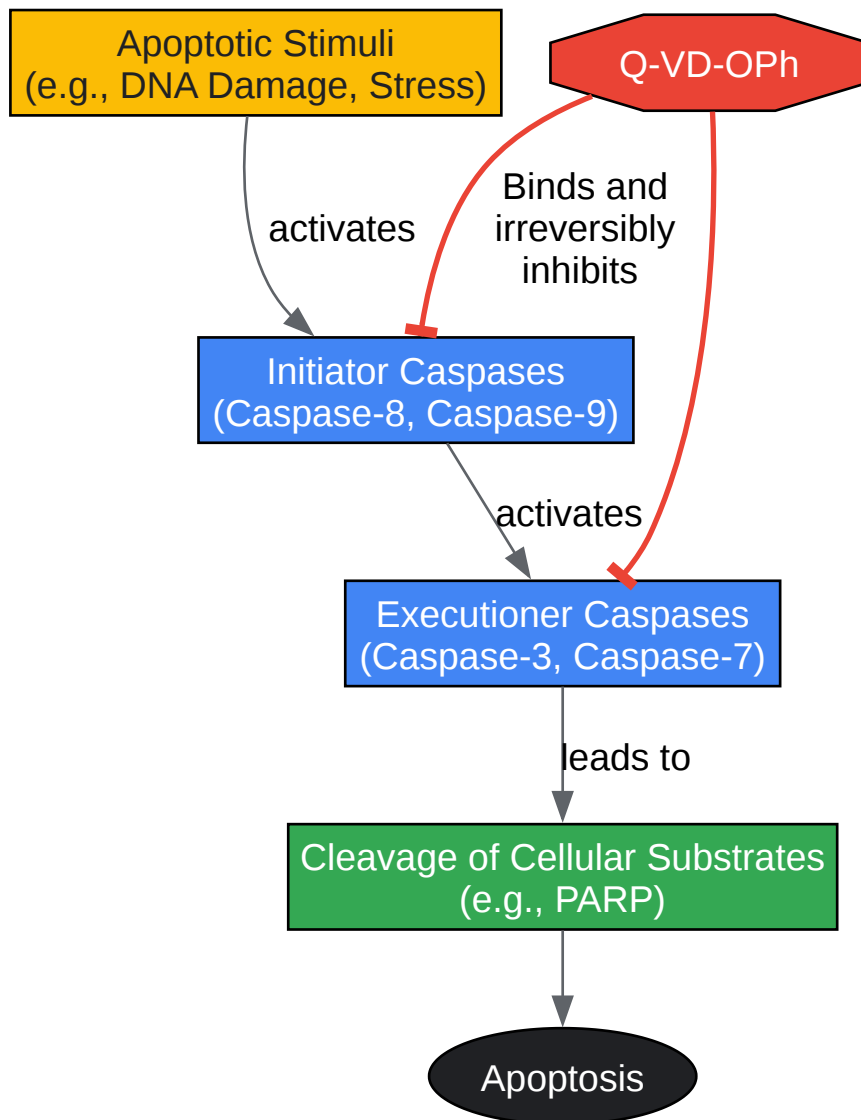 Apoptotic Stimuli
(e.g., DNA Damage, Stress)
Q-VD-OPh
activates
Binds and
irreversibly
inhibits
Initiator Caspases
(Caspase-8, Caspase-9)
activates
Executioner Caspases
(Caspase-3, Caspase-7)
leads to
Cleavage of Cellular Substrates
(e.g., PARP)
Apoptosis